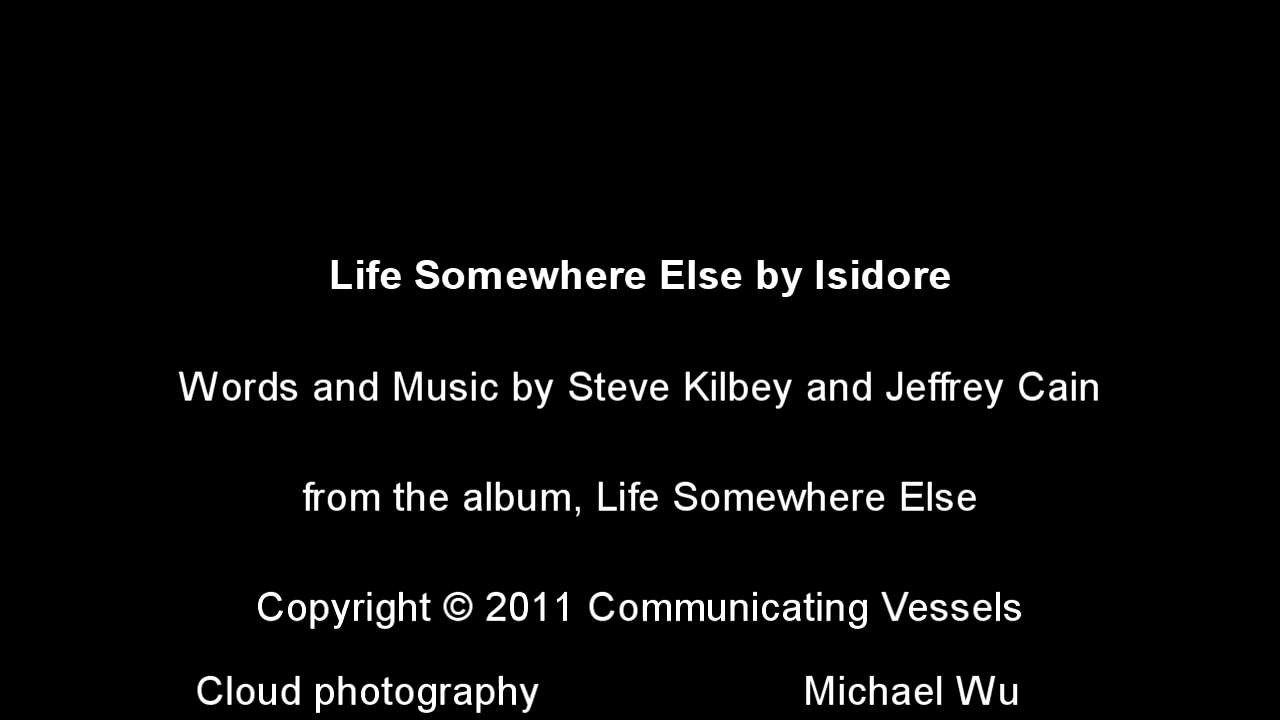 Life Somewhere Else by Isidore
Words and Music by Steve Kilbey and Jeffrey Cain
from the album, Life Somewhere Else
Copyright © 2011 Communicating Vessels
Cloud photography Michael Wu